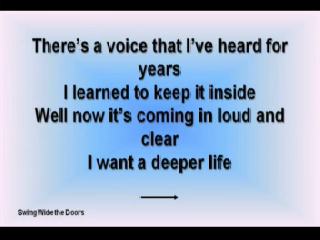 There's a voice that I've heard for
years
I learned to keep it inside
Well now it's coming in loud and
clear
I want a deeper life
Swing Wide the Doors